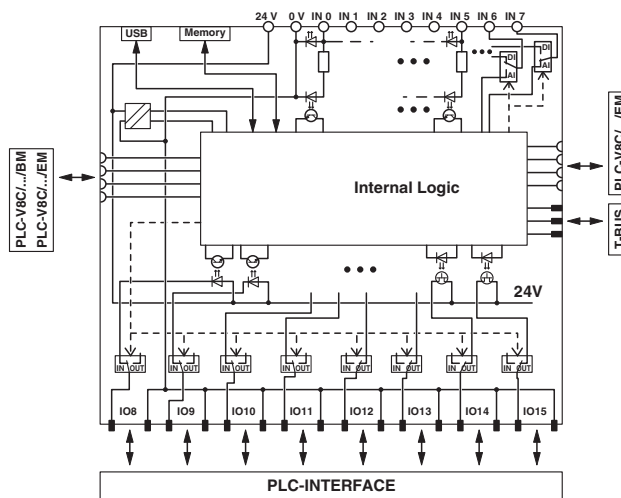 24 V 0 V IN 0 IN 1 IN 2 IN 3 IN 4 IN 5 IN 6 IN 7
USB Memory
DI
AI
DI
AI
PLC-V8C/.../BM
PLC-V8C/.../EM
PLC-V8C/.../EM
T-BUS
Internal Logic
24V
IN OUT IN OUT IN OUT IN OUT IN OUT IN OUT IN OUT IN OUT
IO8 IO9 IO10 IO11 IO12 IO13 IO14 IO15
PLC-INTERFACE